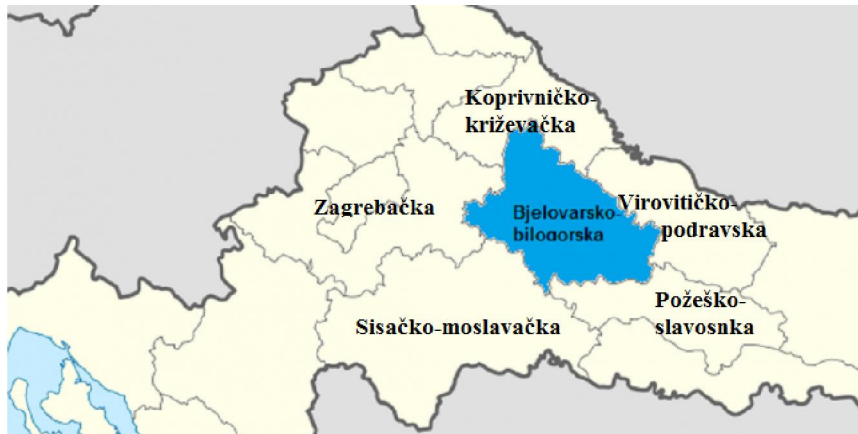 Koprivničko-
križevačka
Zagrebačka
Bjelovarsko-
bilogorska
Virovitičko-
podravska
Sisačko-moslavačka
Požeško-
slavosnka